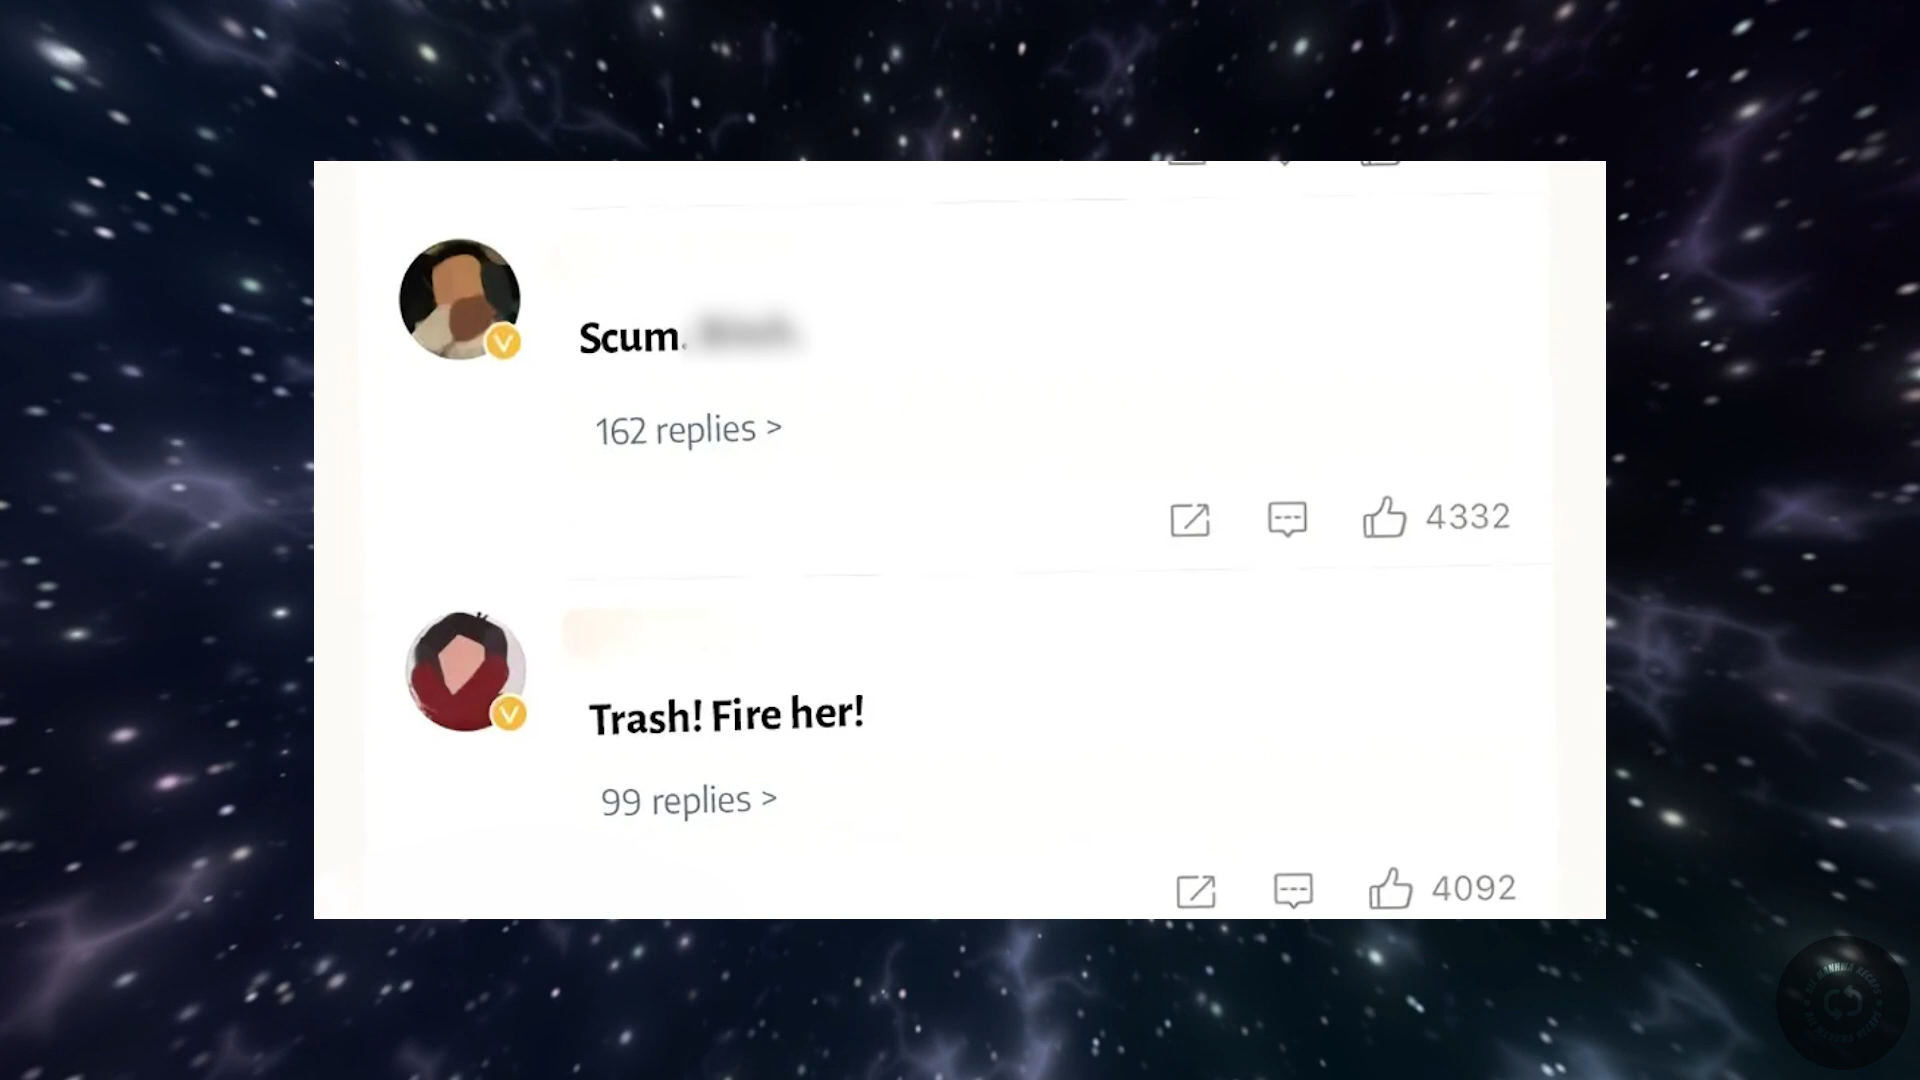 Scum.
162 replies >
4332
Trash! Fire her!
99 replies >
4092